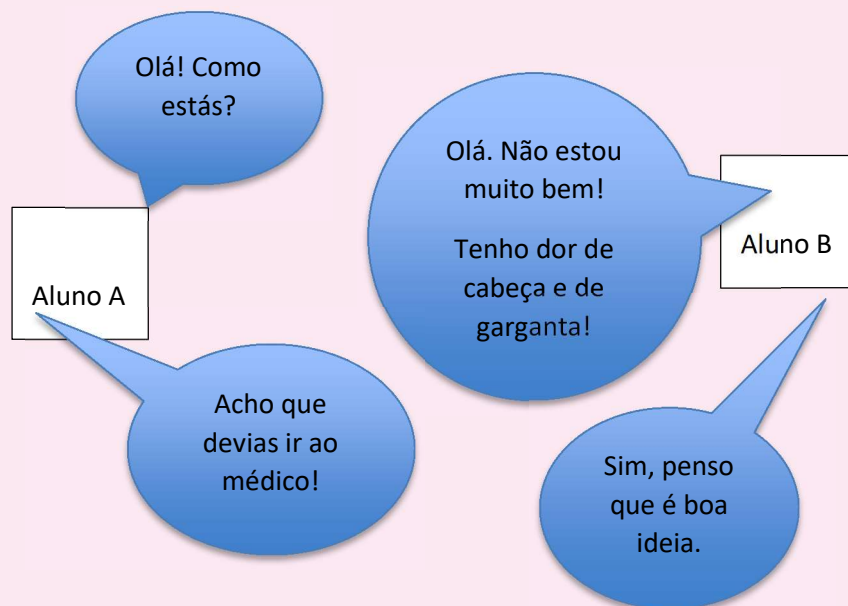 Olá! Como
estás?
Aluno A
Olá. Não estou
muito bem!
Tenho dor de
cabeça e de
garganta!
Aluno B
Acho que
devias ir ao
médico!
Sim, penso
que é boa
ideia.